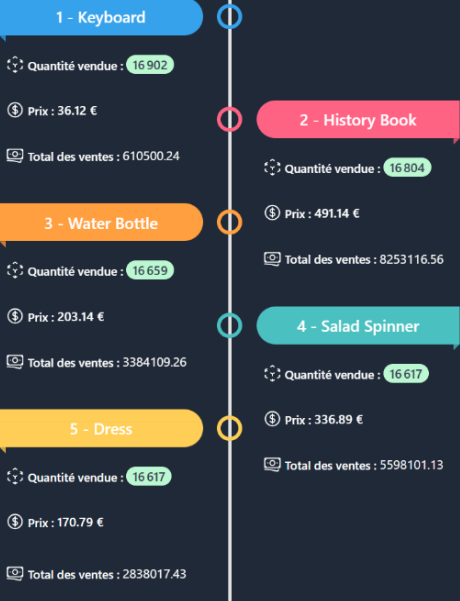 1 - Keyboard
Quantité vendue : 16 902
Prix : 36.12 €
Total des ventes : 610500.24
2 - History Book
Quantité vendue : 16 804
Prix : 491.14 €
Total des ventes : 8253116.56
3 - Water Bottle
Quantité vendue : 16 659
Prix : 203.14 €
Total des ventes : 3384109.26
4 - Salad Spinner
Quantité vendue : 16 617
Prix : 336.89 €
Total des ventes : 5598101.13
5 - Dress
Quantité vendue : 16 617
Prix : 170.79 €
Total des ventes : 2838017.43